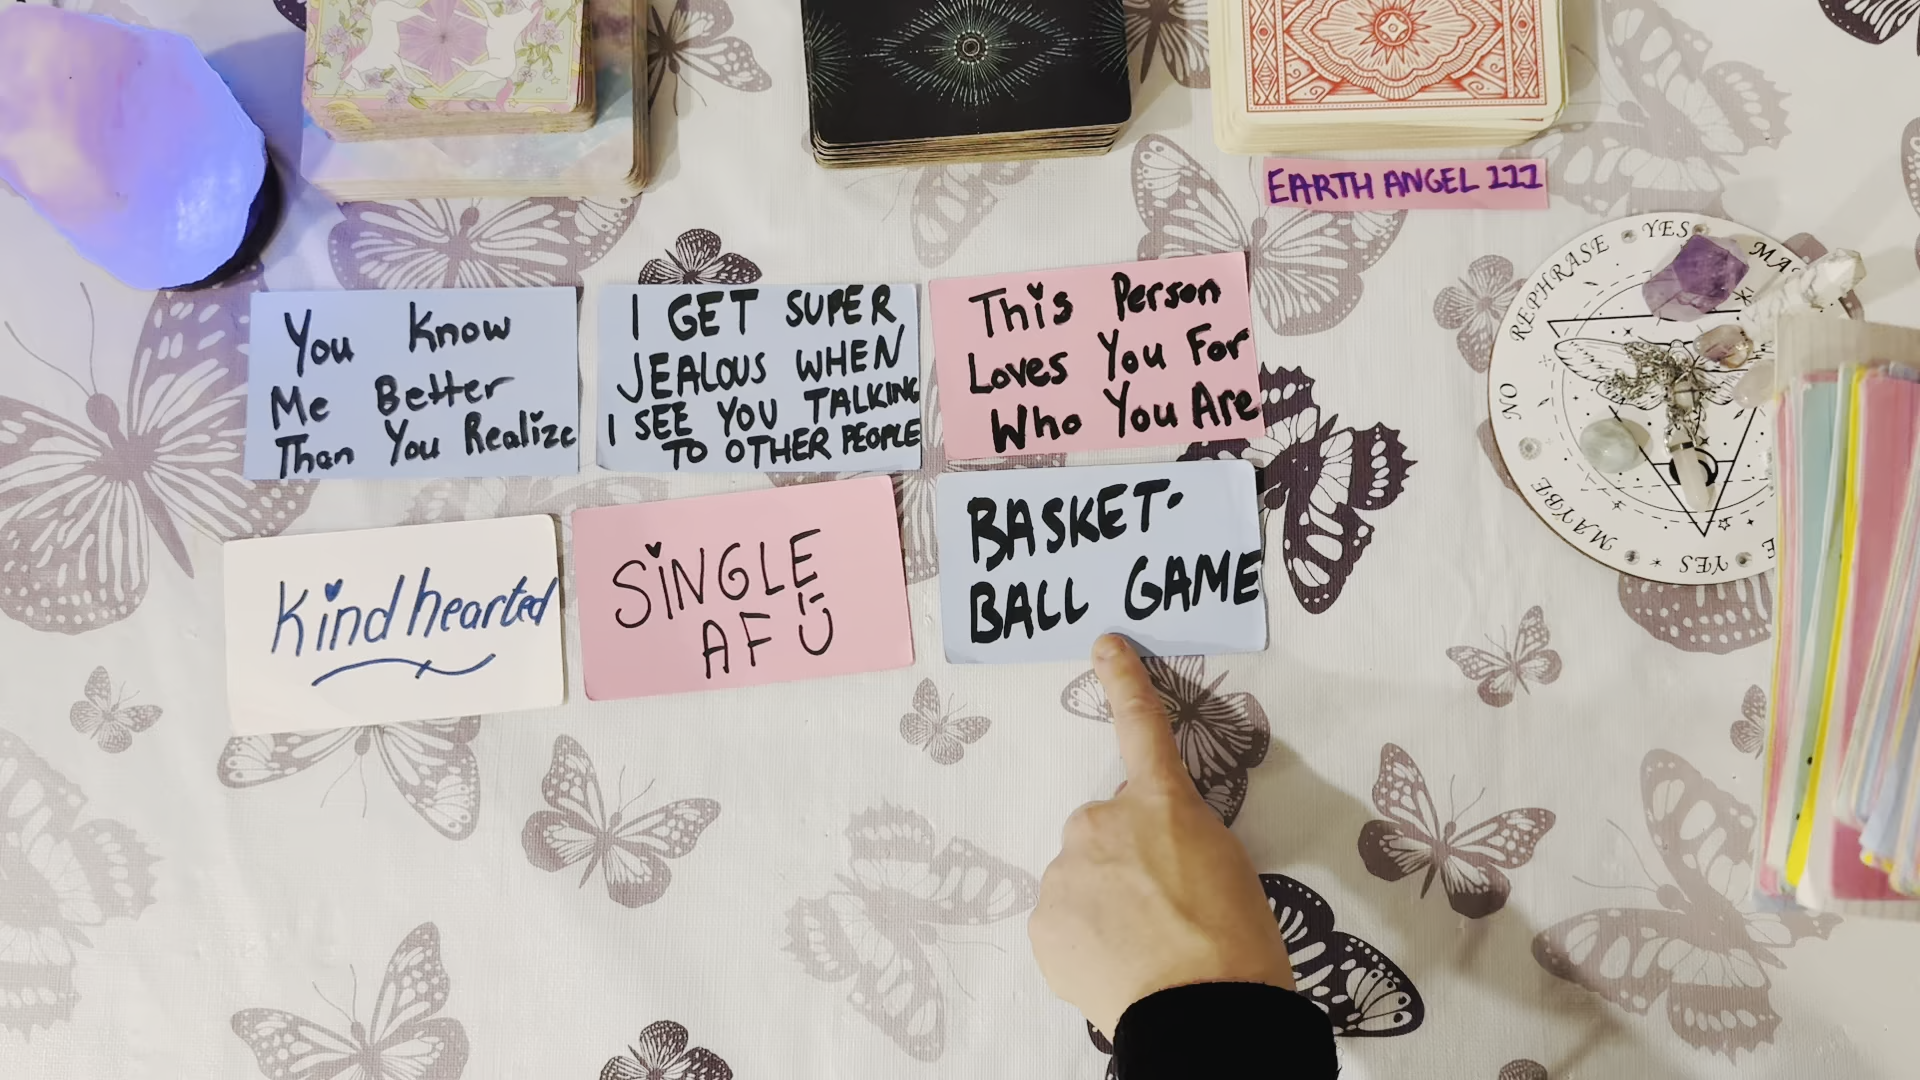 EARTH ANGEL 111
You Know
Me Better
Than You Realize
I GET SUPER
JEALOUS WHEN
I SEE YOU TALKING
TO OTHER PEOPLE
This Person
Loves You For
Who You Are
Kindhearted
SiNGLE
AF
BASKET-
BALL GAME
REPHRASE
YES
NO
MAYBE
YES